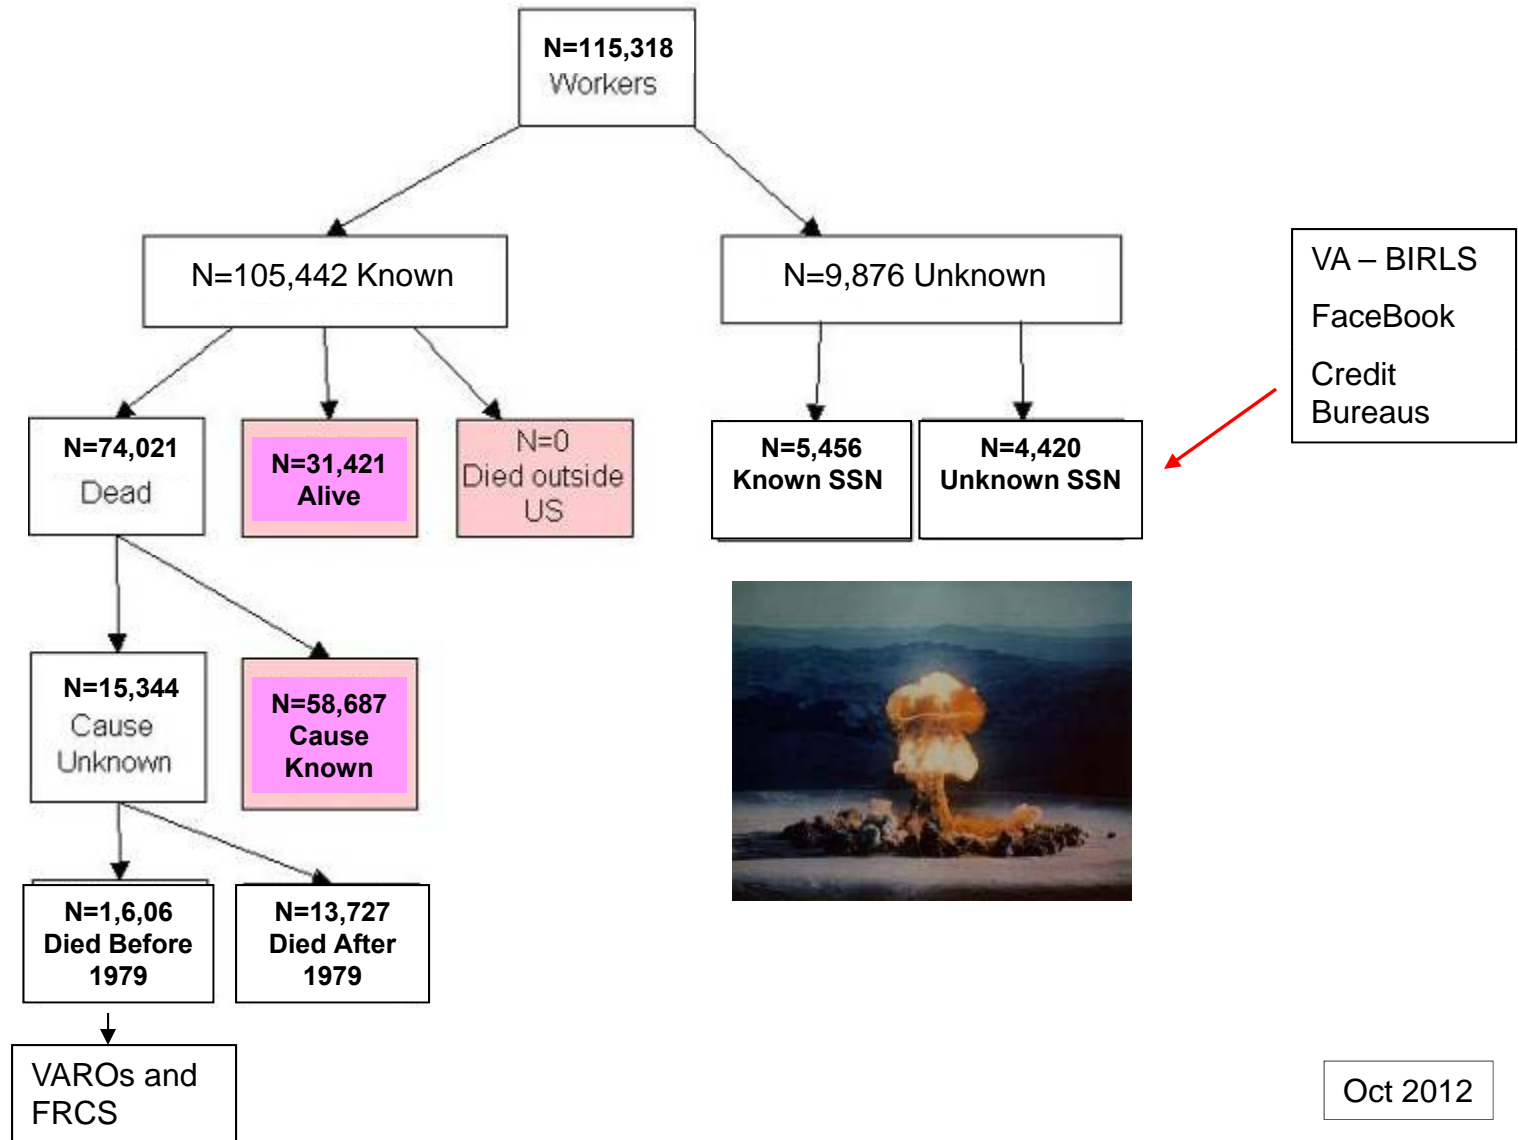 N=115,318
Workers
N=105,442 Known
N=9,876 Unknown
VA – BIRLS
FaceBook
Credit
Bureaus
N=74,021
Dead
N=31,421
Alive
N=0
Died outside
US
N=5,456
Known SSN
N=4,420
Unknown SSN
N=15,344
Cause
Unknown
N=58,687
Cause
Known
N=1,6,06
Died Before
1979
N=13,727
Died After
1979
VAROs and
FRCS
Oct 2012